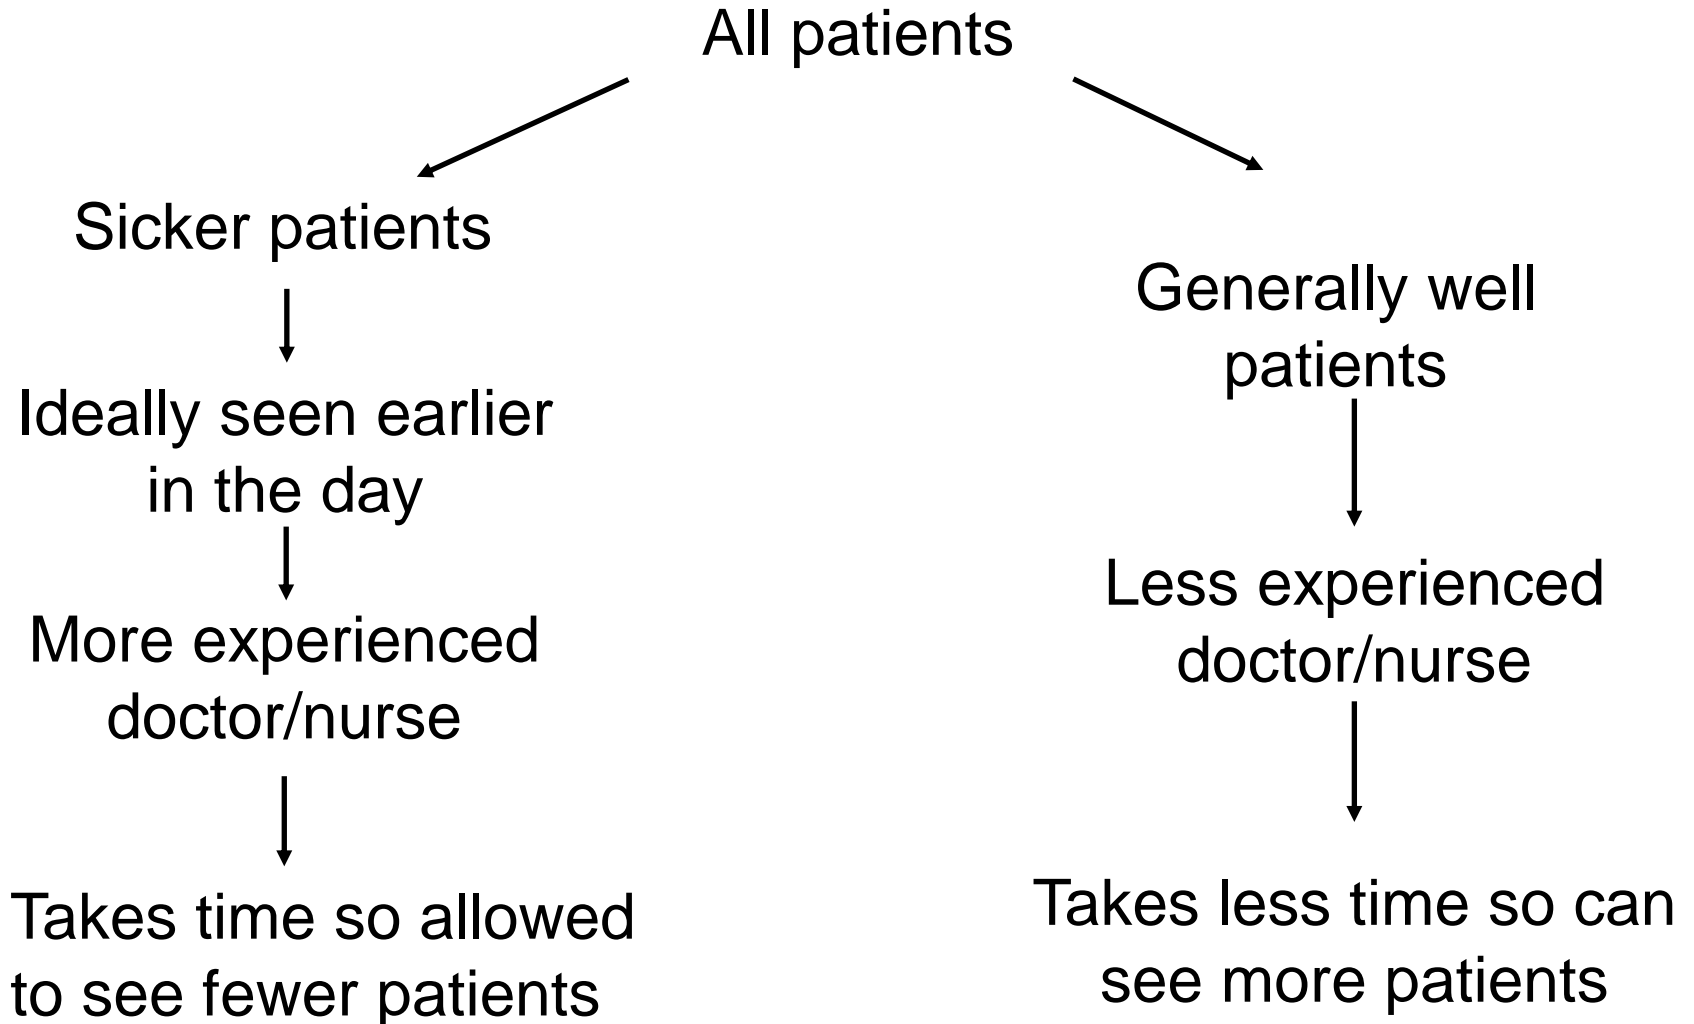 All patients
Sicker patients
Ideally seen earlier
in the day
More experienced
doctor/nurse
Takes time so allowed
to see fewer patients
Generally well
patients
Less experienced
doctor/nurse
Takes less time so can
see more patients